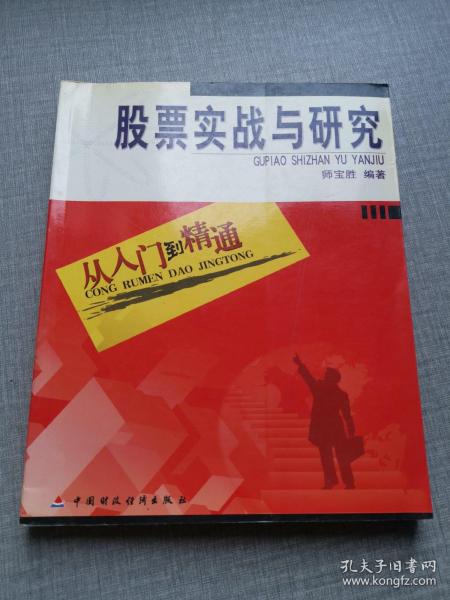 股票实战与研究
GUPIAO SHIZHAN YU YANJIU
师宝胜 编著
从入门到精通
CONG RUMEN DAO JINGTONG
中国财政经济出版社
孔夫子旧书网
www.kongfz.com